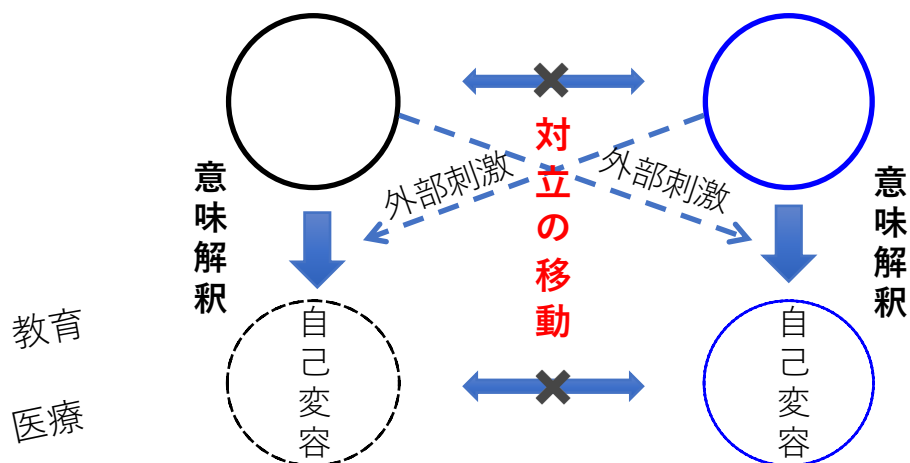 対立の移動
意味解釈
外部刺激
外部刺激
意味解釈
教育
医療
自己変容
自己変容